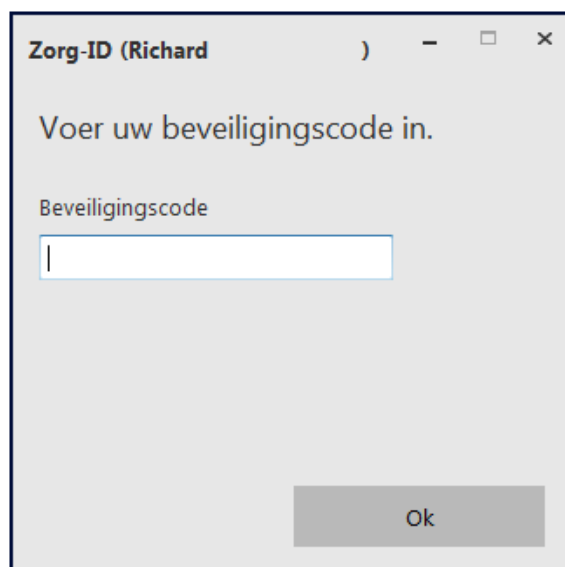 Zorg-ID (Richard )
Voer uw beveiligingscode in.
Beveiligingscode
Ok